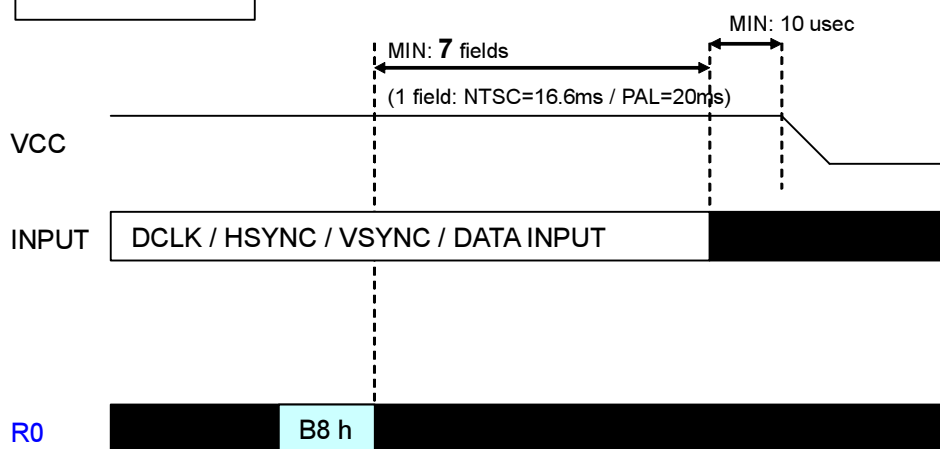 MIN: 10 usec
MIN: 7 fields
(1 field: NTSC=16.6ms / PAL=20ms)
VCC
INPUT DCLK / HSYNC / VSYNC / DATA INPUT
R0 B8 h